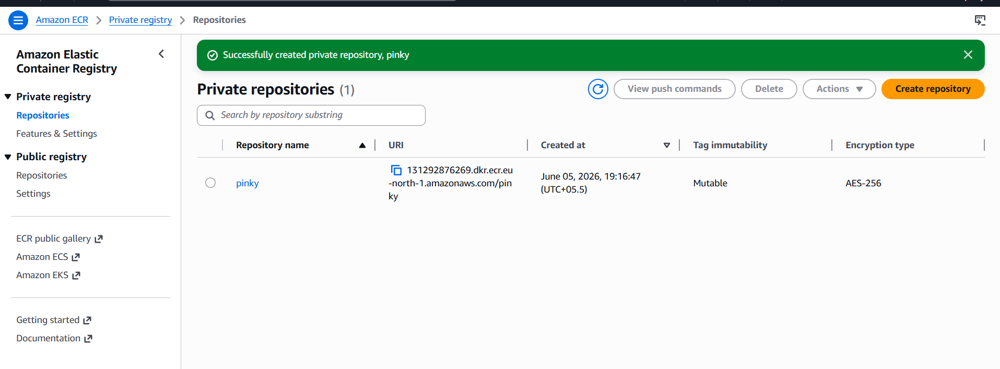 Amazon ECR
Private registry
Repositories
Amazon Elastic
Container Registry
Private registry
Repositories
Features & Settings
Public registry
Repositories
Settings
ECR public gallery
Amazon ECS
Amazon EKS
Getting started
Documentation
Successfully created private repository, pinky
Private repositories (1)
View push commands
Delete
Actions
Create repository
Search by repository substring
Repository name
URI
Created at
Tag immutability
Encryption type
pinky
131292876269.dkr.ecr.eu
-north-1.amazonaws.com/pin
ky
June 05, 2026, 19:16:47
(UTC+05.5)
Mutable
AES-256